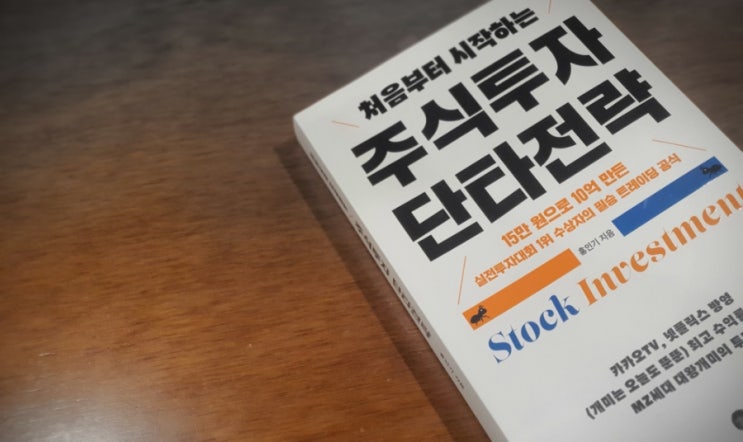 처음부터 시작하는
주식투자
단타전략
15만 원으로 10억 만든
실전투자대회 1위 수상자의 필승 트레이딩 공식
홍인기 지음
Stock Investment
카카오TV, 넷플릭스 방영
(개미는 오늘도 뚠뚠) 최고 수익률
MZ세대 대왕개미의